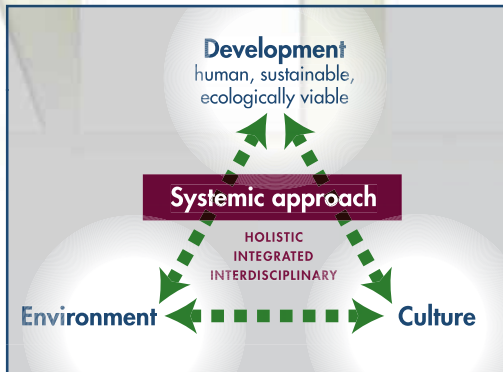 Development
human, sustainable,
ecologically viable
Systemic approach
HOLISTIC
INTEGRATED
INTERDISCIPLINARY
Environment
Culture